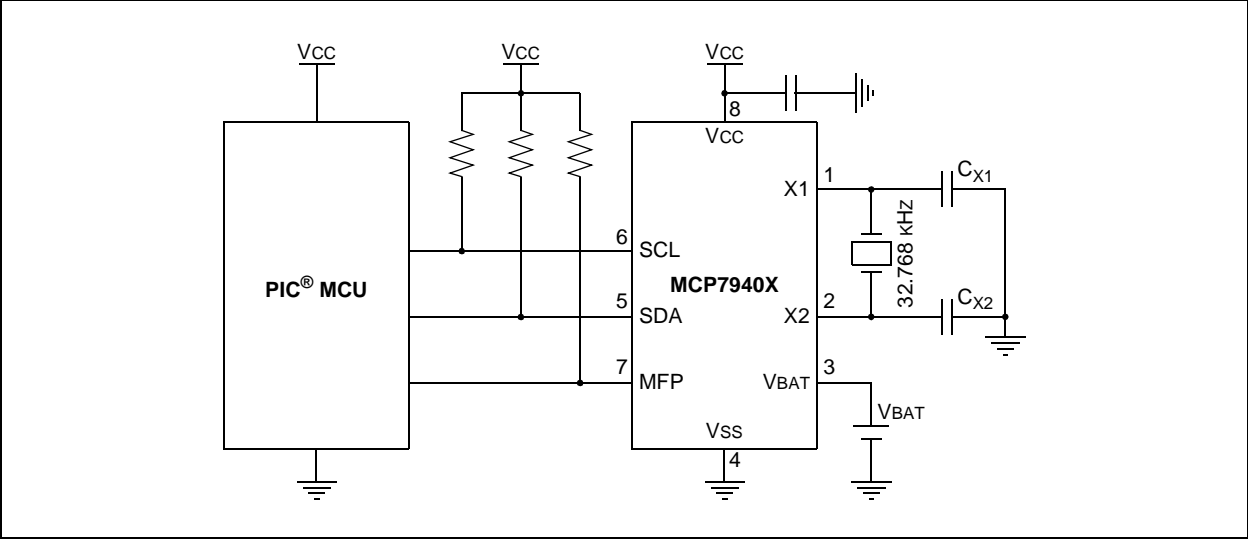 VCC
VCC
VCC
8
VCC
1
X1
CX1
32.768 KHZ
6
SCL
PIC® MCU
MCP7940X
5
SDA
2
X2
CX2
7
MFP
3
VBAT
VBAT
VSS
4